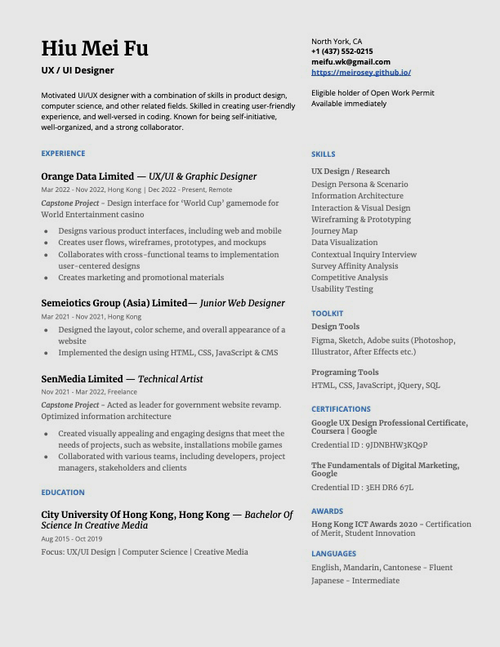 Hiu Mei Fu
UX / UI Designer
Motivated UI/UX designer with a combination of skills in product design,
computer science, and other related fields. Skilled in creating user-friendly
experience, and well-versed in coding. Known for being self-initiative,
well-organized, and a strong collaborator.
North York, CA
+1 (437) 552-0215
meifu.wk@gmail.com
https://meirosey.github.io/
Eligible holder of Open Work Permit
Available immediately
EXPERIENCE
Orange Data Limited — UX/UI & Graphic Designer
Mar 2022 - Nov 2022, Hong Kong | Dec 2022 - Present, Remote
Capstone Project – Design interface for ‘World Cup’ gamemode for
World Entertainment casino
● Designs various product interfaces, including web and mobile
● Creates user flows, wireframes, prototypes, and mockups
● Collaborates with cross-functional teams to implementation
user-centered designs
● Creates marketing and promotional materials
Semeiotics Group (Asia) Limited— Junior Web Designer
Mar 2021 - Nov 2021, Hong Kong
● Designed the layout, color scheme, and overall appearance of a
website
● Implemented the design using HTML, CSS, JavaScript & CMS
SenMedia Limited — Technical Artist
Nov 2021 - Mar 2022, Freelance
Capstone Project – Acted as leader for government website revamp.
Optimized information architecture
● Created visually appealing and engaging designs that meet the
needs of projects, such as website, installations mobile games
● Collaborated with various teams, including developers, project
managers, stakeholders and clients
EDUCATION
City University Of Hong Kong, Hong Kong — Bachelor Of
Science In Creative Media
Aug 2015 - Oct 2019
Focus: UX/UI Design | Computer Science | Creative Media
SKILLS
UX Design / Research
Design Persona & Scenario
Information Architecture
Interaction & Visual Design
Wireframing & Prototyping
Journey Map
Data Visualization
Contextual Inquiry Interview
Survey Affinity Analysis
Competitive Analysis
Usability Testing
TOOLKIT
Design Tools
Figma, Sketch, Adobe suits (Photoshop,
Illustrator, After Effects etc.)
Programing Tools
HTML, CSS, JavaScript, jQuery, SQL
CERTIFICATIONS
Google UX Design Professional Certificate,
Coursera | Google
Credential ID : 9JDNBHW3KQ9P
The Fundamentals of Digital Marketing,
Google
Credential ID : 3EH DR6 67L
AWARDS
Hong Kong ICT Awards 2020 - Certification
of Merit, Student Innovation
LANGUAGES
English, Mandarin, Cantonese - Fluent
Japanese - Intermediate